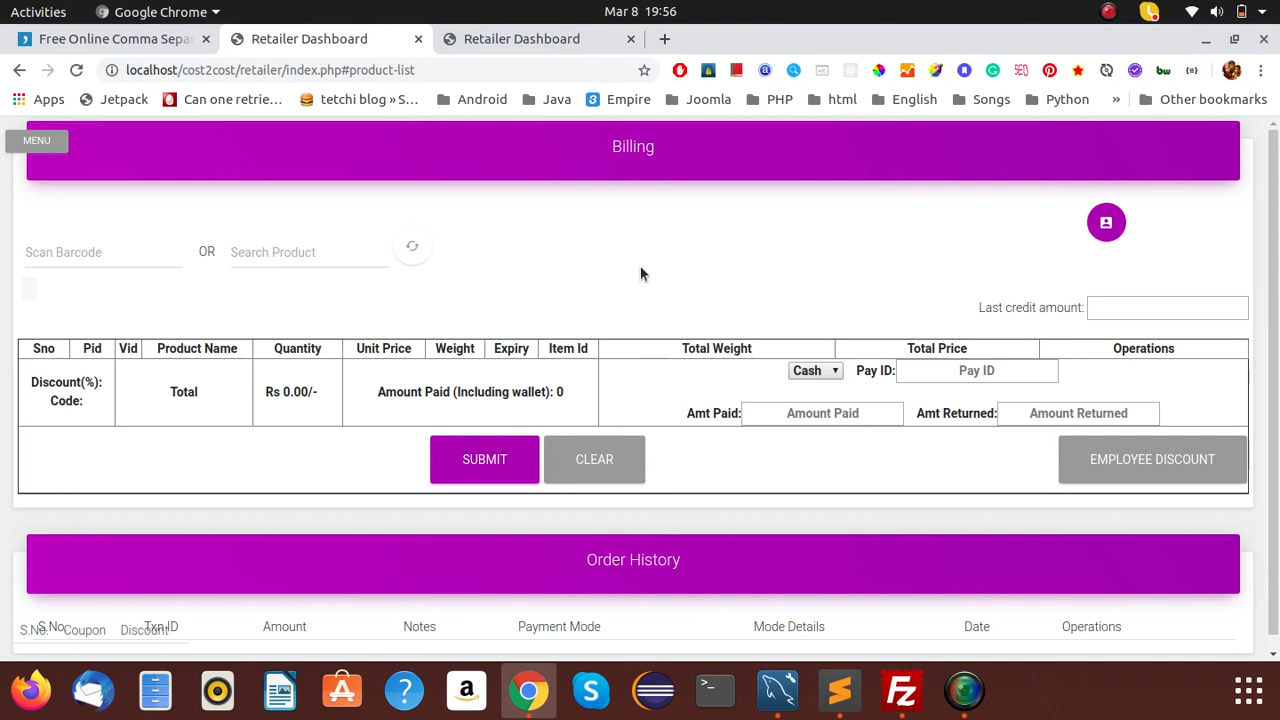 Activities Google Chrome Mar 8 19:56
Free Online Comma Sepa Retailer Dashboard Retailer Dashboard
localhost/cost2cost/retailer/index.php#product-list
Apps Jetpack Can one retrie... tetchi blog » S... Android Java Empire Joomla PHP html English Songs Python » Other bookmarks
MENU
Billing
Scan Barcode OR Search Product
Last credit amount:
Sno Pid Vid Product Name Quantity Unit Price Weight Expiry Item Id Total Weight Total Price Operations
Cash Pay ID: Pay ID
Discount(%):
Code: Total Rs 0.00/- Amount Paid (Including wallet): 0
Amt Paid: Amount Paid Amt Returned: Amount Returned
SUBMIT CLEAR EMPLOYEE DISCOUNT
Order History
S.No Txn-ID Amount Notes Payment Mode Mode Details Date Operations
S.No. Coupon Discount